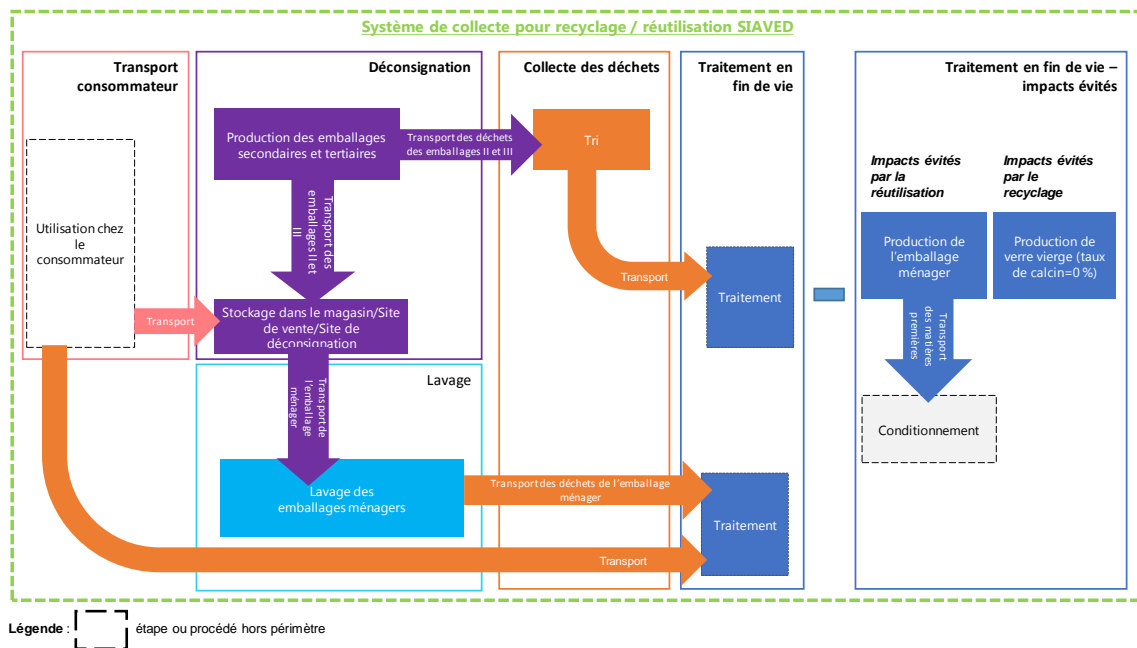 Système de collecte pour recyclage / réutilisation SIAVED
Transport
consommateur
Utilisation chez
le
consommateur
Transport
Déconsignation
Production des emballages
secondaires et tertiaires
Transport des déchets
des emballages II et III
Transport des
emballages II et
III
Stockage dans le magasin/Site
de vente/Site de
déconsignation
Transport de
l'emballage
ménager
Lavage
Lavage des
emballages ménagers
Collecte des déchets
Tri
Transport
Transport des déchets de l'emballage
ménager
Transport
Traitement en
fin de vie
Traitement
Traitement
Traitement en fin de vie –
impacts évités
Impacts évités
par la
réutilisation
Impacts évités
par le
recyclage
Production de
l'emballage
ménager
Production de
verre vierge (taux
de calcin=0 %)
Transport
des matières
premières
Conditionnement
Légende :
étape ou procédé hors périmètre